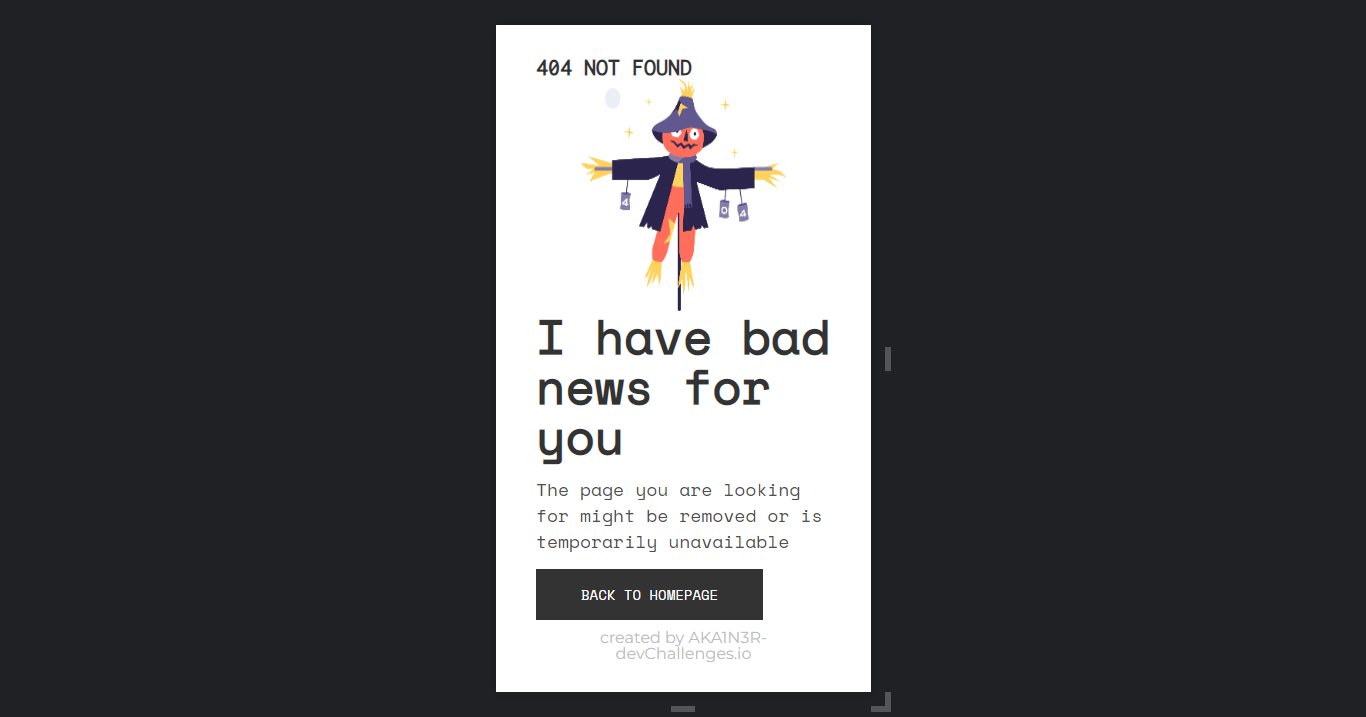 404 NOT FOUND
4
0
4
I have bad
news for
you
The page you are looking
for might be removed or is
temporarily unavailable
BACK TO HOMEPAGE
created by AKA1N3R-
devChallenges.io